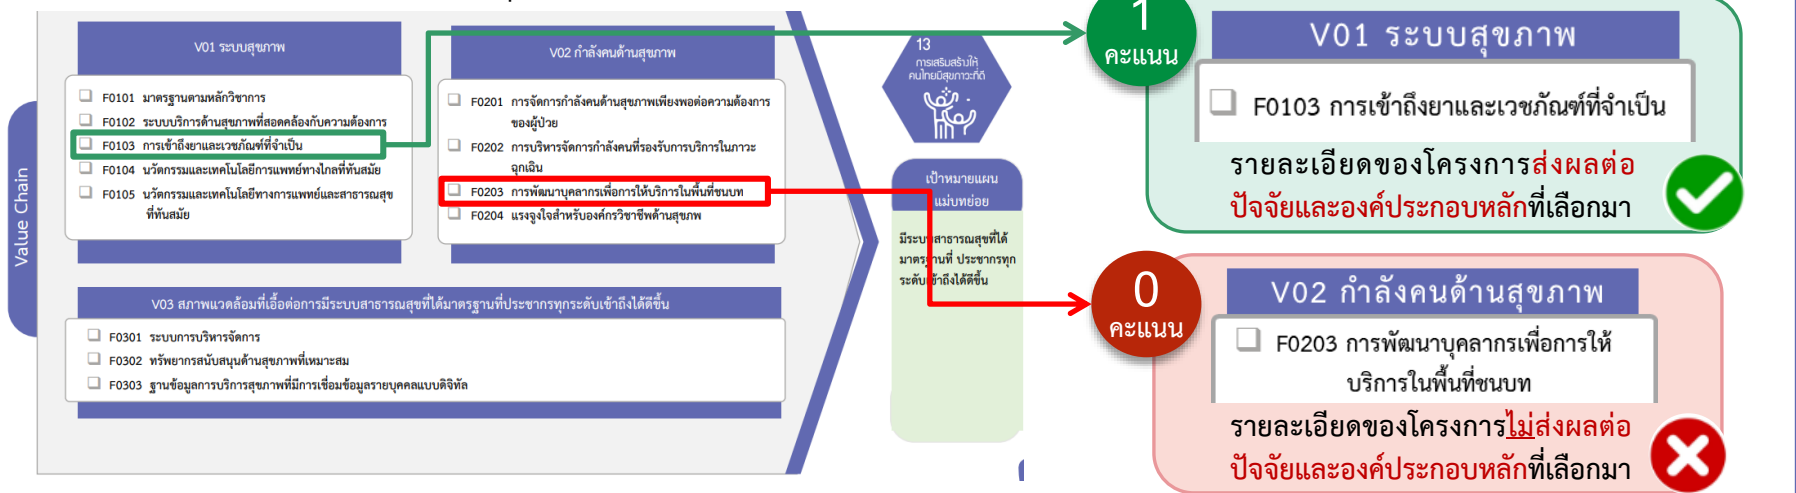 Value Chain
V01 ระบบสุขภาพ
F0101 มาตรฐานตามหลักวิชาการ
F0102 ระบบบริการด้านสุขภาพที่สอดคล้องกับความต้องการ
F0103 การเข้าถึงยาและเวชภัณฑ์ที่จำเป็น
F0104 นวัตกรรมและเทคโนโลยีการแพทย์ทางไกลที่ทันสมัย
F0105 นวัตกรรมและเทคโนโลยีทางการแพทย์และสาธารณสุข
ที่ทันสมัย
V02 กำลังคนด้านสุขภาพ
F0201 การจัดการกำลังคนด้านสุขภาพเพียงพอต่อความต้องการ
ของผู้ป่วย
F0202 การบริหารจัดการกำลังคนที่รองรับการบริการในภาวะ
ฉุกเฉิน
F0203 การพัฒนาบุคลากรเพื่อการให้บริการในพื้นที่ชนบท
F0204 แรงจูงใจสำหรับองค์กรวิชาชีพด้านสุขภาพ
V03 สภาพแวดล้อมที่เอื้อต่อการมีระบบสาธารณสุขที่ได้มาตรฐานที่ประชากรทุกระดับเข้าถึงได้ดีขึ้น
F0301 ระบบการบริหารจัดการ
F0302 ทรัพยากรสนับสนุนด้านสุขภาพที่เหมาะสม
F0303 ฐานข้อมูลการบริการสุขภาพที่มีการเชื่อมข้อมูลรายบุคคลแบบดิจิทัล
13
การเสริมสร้างให้
คนไทยมีสุขภาวะที่ดี
เป้าหมายแผน
แม่บทย่อย
มีระบบสาธารณสุขที่ได้
มาตรฐานที่ ประชากรทุก
ระดับเข้าถึงได้ดีขึ้น
1
คะแนน
V01 ระบบสุขภาพ
F0103 การเข้าถึงยาและเวชภัณฑ์ที่จำเป็น
รายละเอียดของโครงการส่งผลต่อ
ปัจจัยและองค์ประกอบหลักที่เลือกมา
0
คะแนน
V02 กำลังคนด้านสุขภาพ
F0203 การพัฒนาบุคลากรเพื่อการให้
บริการในพื้นที่ชนบท
รายละเอียดของโครงการไม่ส่งผลต่อ
ปัจจัยและองค์ประกอบหลักที่เลือกมา